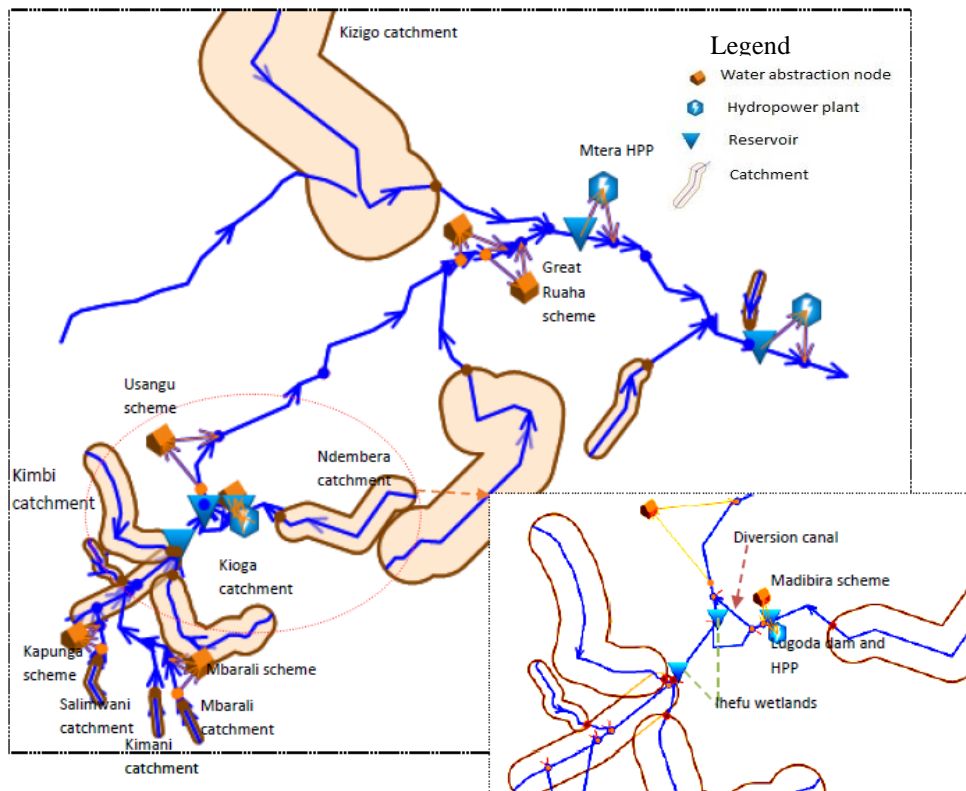 Kizigo catchment
Legend
Water abstraction node
Hydropower plant
Reservoir
Catchment
Mtera HPP
Great
Ruaha
scheme
Usangu
scheme
Ndembera
catchment
Kimbi
catchment
Kioga
catchment
Kapunga
scheme
Mbarali scheme
Salimwani
catchment
Mbarali
catchment
Kimani
catchment
Diversion canal
Madibira scheme
Lugoda dam and
HPP
Ihefu wetlands